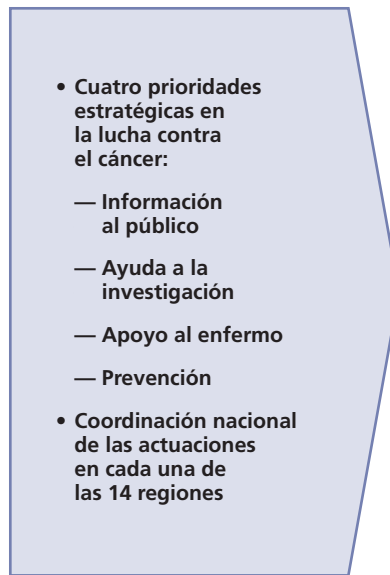 • Cuatro prioridades
estratégicas en
la lucha contra
el cáncer:
— Información
al público
— Ayuda a la
investigación
— Apoyo al enfermo
— Prevención
• Coordinación nacional
de las actuaciones
en cada una de
las 14 regiones